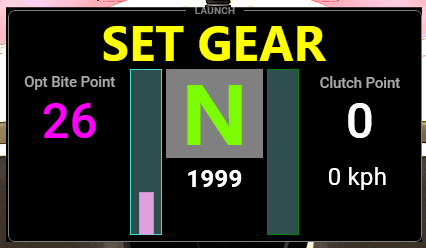 LAUNCH
SET GEAR
Opt Bite Point
26
N
1999
Clutch Point
0
0 kph